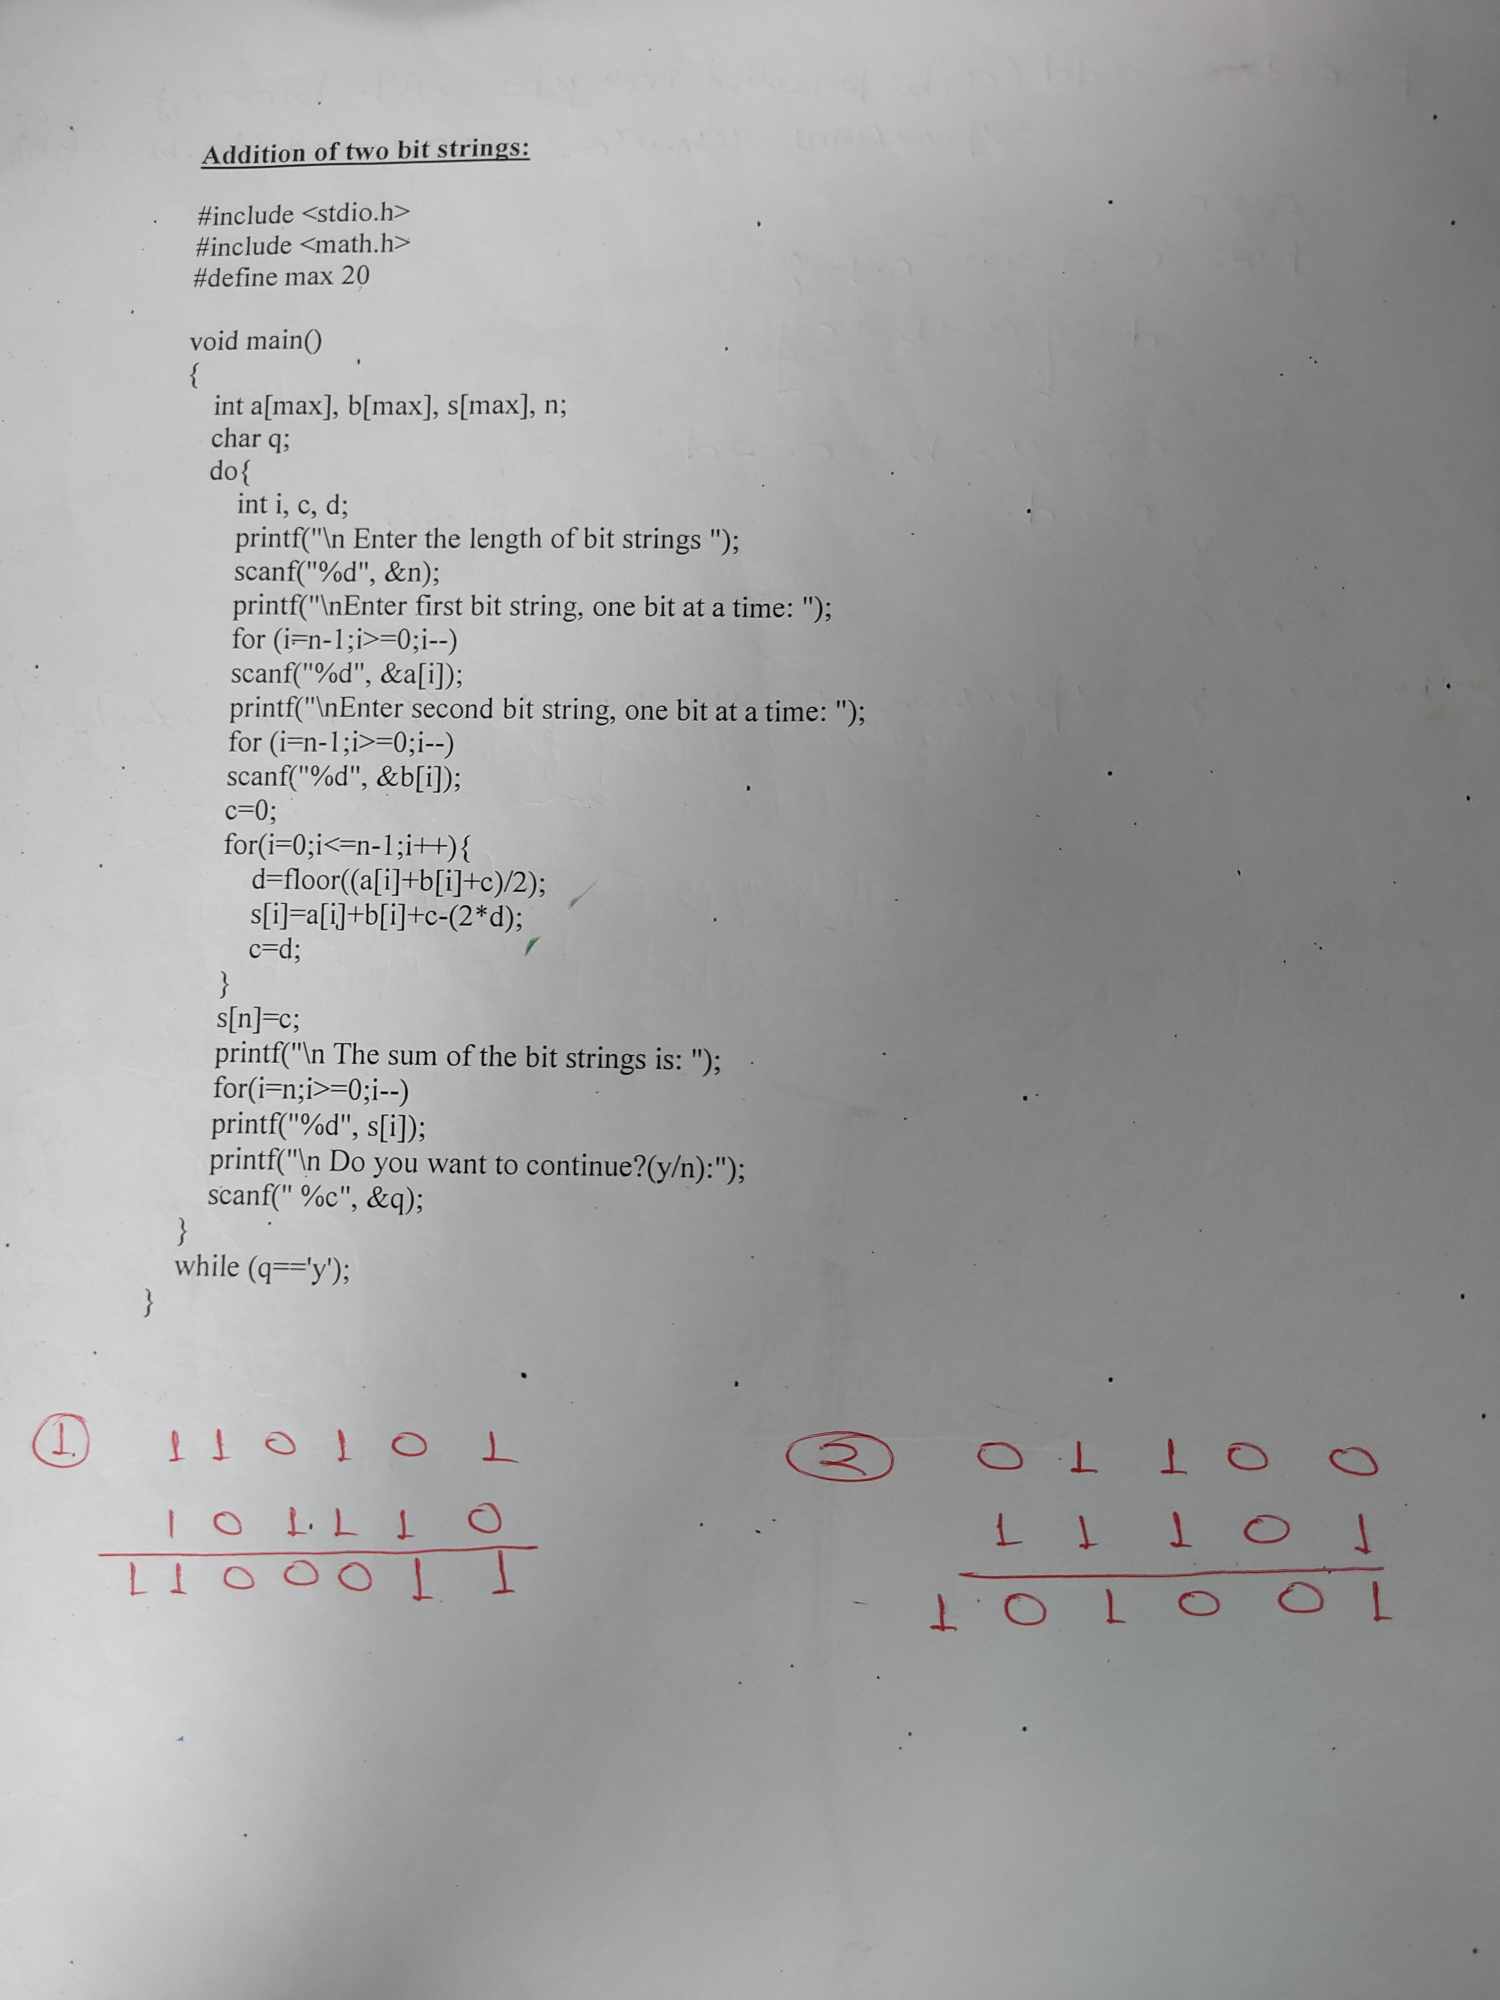 Addition of two bit strings:
#include <stdio.h>
#include <math.h>
#define max 20
void main()
{
int a[max], b[max], s[max], n;
char q;
do{
int i, c, d;
printf("\n Enter the length of bit strings ");
scanf("%d", &n);
printf("\nEnter first bit string, one bit at a time: ");
for (i=n-1;i>=0;i--)
scanf("%d", &a[i]);
printf("\nEnter second bit string, one bit at a time: ");
for (i=n-1;i>=0;i--)
scanf("%d", &b[i]);
c=0;
for(i=0;i<=n-1;i++){
d=floor((a[i]+b[i]+c)/2);
s[i]=a[i]+b[i]+c-(2*d);
c=d;
}
s[n]=c;
printf("\n The sum of the bit strings is: ");
for(i=n;i>=0;i--)
printf("%d", s[i]);
printf("\n Do you want to continue?(y/n):");
scanf(" %c", &q);
}
while (q=='y');
}
1 1 1 0 1 0 1
1 0 1 1 1 0
1 1 0 0 0 1 1
2 0 1 1 0 0
1 1 1 0 1
1 0 1 0 0 1